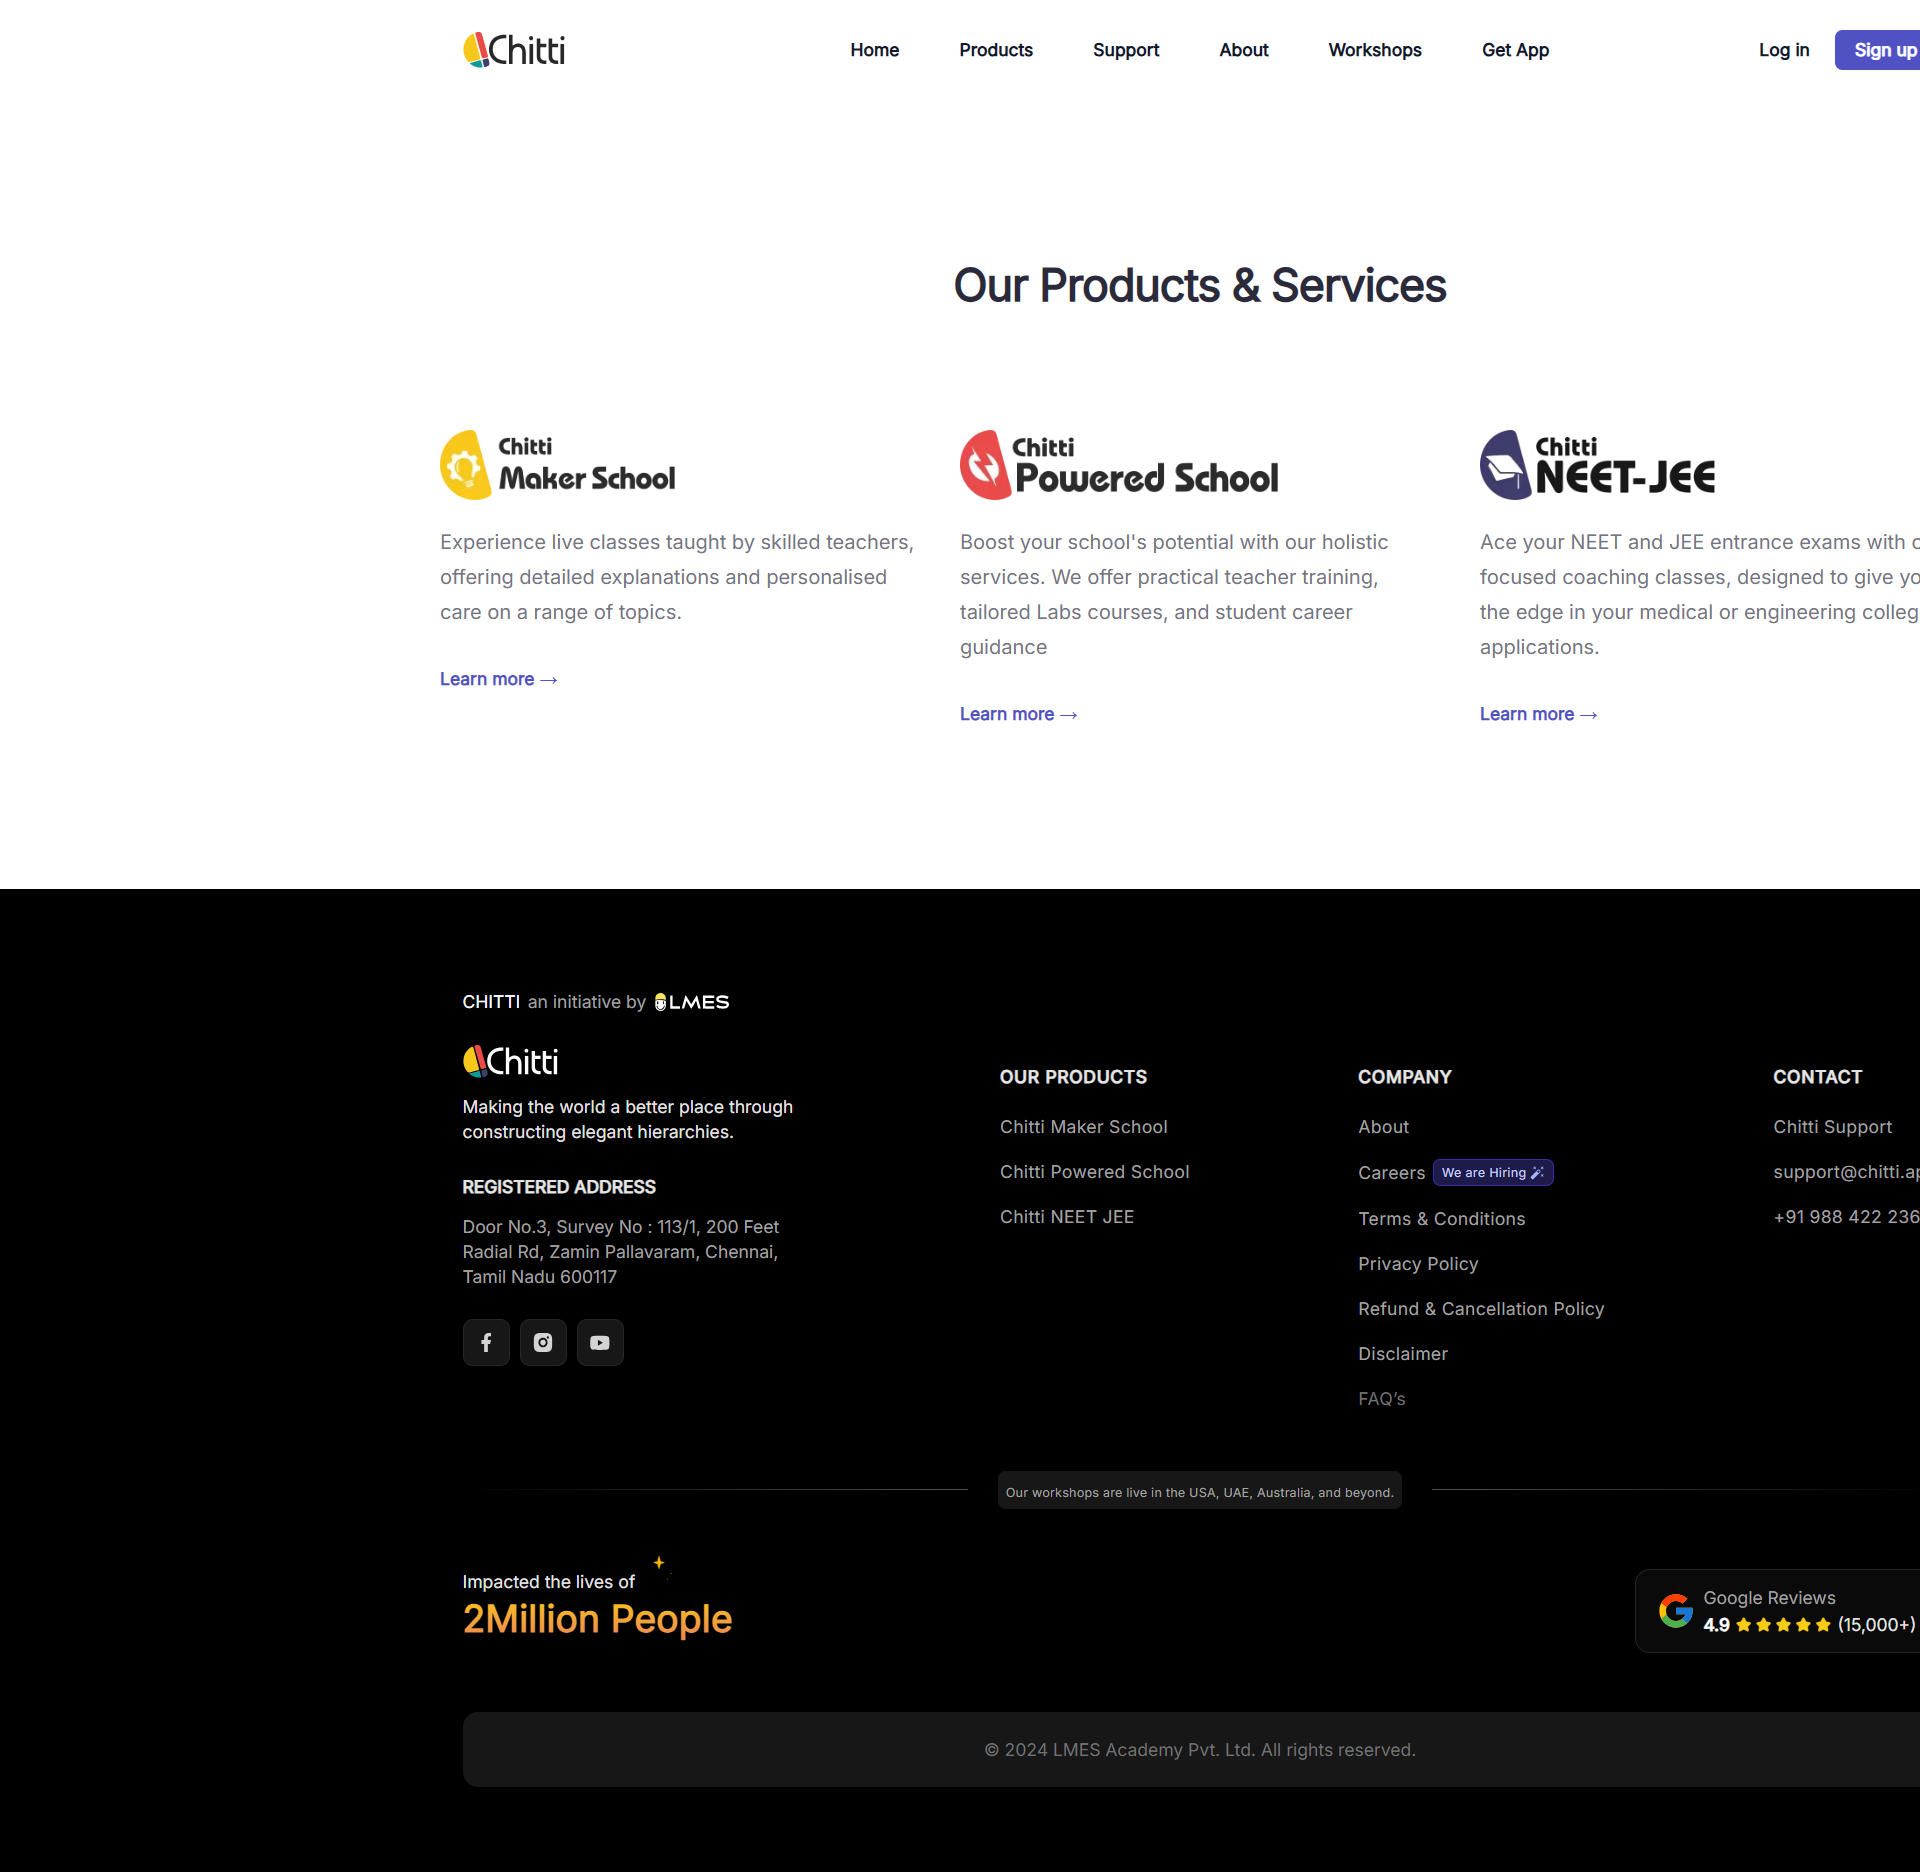 Chitti
Home
Products
Support
About
Workshops
Get App
Log in
Sign up
Our Products & Services
Chitti
Maker School
Experience live classes taught by skilled teachers,
offering detailed explanations and personalised
care on a range of topics.
Learn more →
Chitti
Powered School
Boost your school's potential with our holistic
services. We offer practical teacher training,
tailored Labs courses, and student career
guidance
Learn more →
Chitti
NEET-JEE
Ace your NEET and JEE entrance exams with
focused coaching classes, designed to give
the edge in your medical or engineering
applications.
Learn more →
CHITTI an initiative by LMES
Chitti
Making the world a better place through
constructing elegant hierarchies.
REGISTERED ADDRESS
Door No.3, Survey No : 113/1, 200 Feet
Radial Rd, Zamin Pallavaram, Chennai,
Tamil Nadu 600117
OUR PRODUCTS
Chitti Maker School
Chitti Powered School
Chitti NEET JEE
COMPANY
About
Careers We are Hiring
Terms & Conditions
Privacy Policy
Refund & Cancellation Policy
Disclaimer
FAQ’s
CONTACT
Chitti Support
support@chitti.ap
+91 988 422 236
Our workshops are live in the USA, UAE, Australia, and beyond.
Impacted the lives of
2Million People
Google Reviews
4.9 ★★★★★ (15,000+)
© 2024 LMES Academy Pvt. Ltd. All rights reserved.